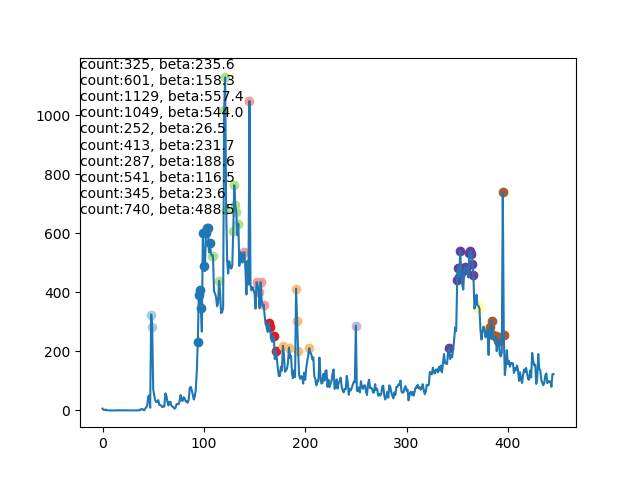 count:325, beta:235.6
count:601, beta:158.3
count:1129, beta:557.4
count:1049, beta:544.0
count:252, beta:26.5
count:413, beta:231.7
count:287, beta:188.6
count:541, beta:116.5
count:345, beta:23.6
count:740, beta:488.5
1000
800
600
400
200
0
0 100 200 300 400